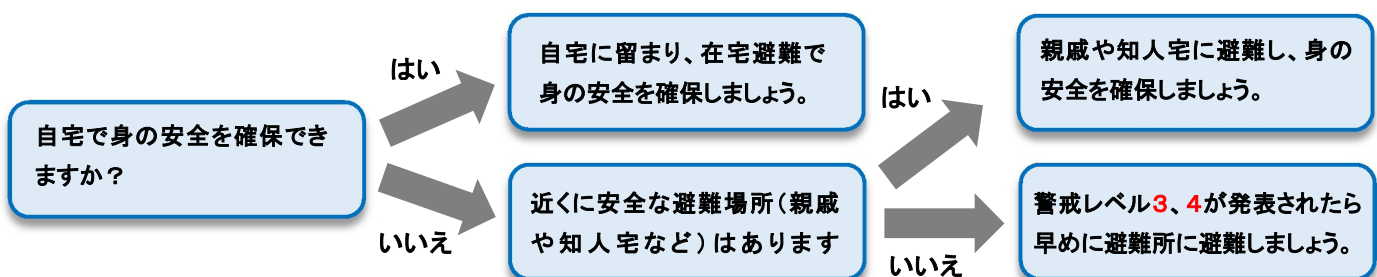 自宅で身の安全を確保でき
ますか？
はい
いいえ
自宅に留まり、在宅避難で
身の安全を確保しましょう。
近くに安全な避難場所（親戚
や知人宅など）はあります
はい
いいえ
親戚や知人宅に避難し、身の
安全を確保しましょう。
警戒レベル３、４が発表されたら
早めに避難所に避難しましょう。